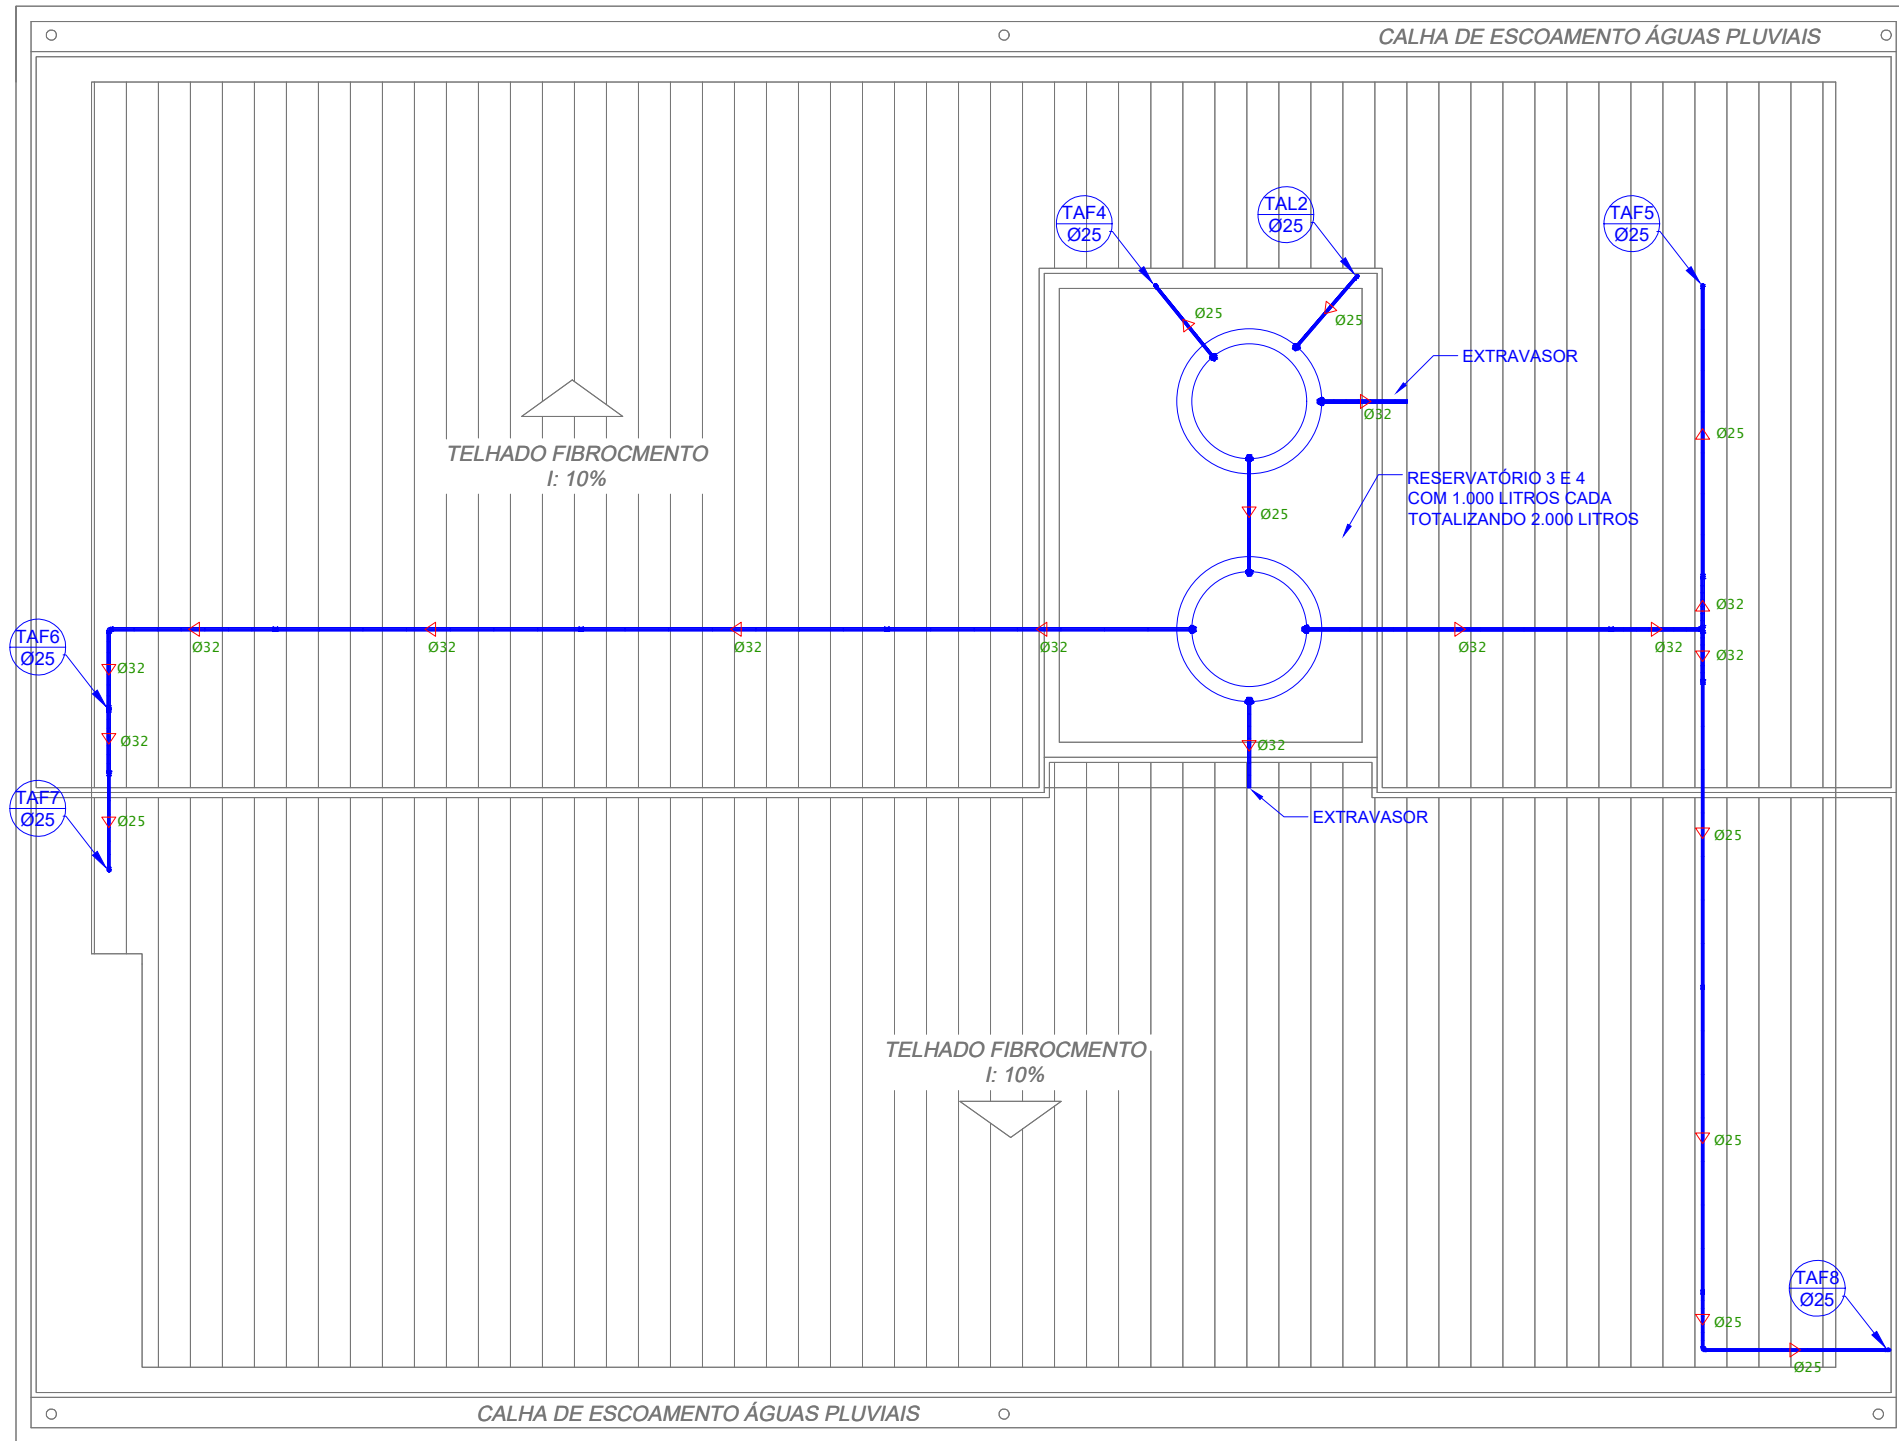 CALHA DE ESCOAMENTO ÁGUAS PLUVIAIS
TAF4
Ø25
TAL2
Ø25
TAF5
Ø25
Ø25
Ø25
EXTRAVASOR
Ø32
Ø25
TELHADO FIBROCMENTO
I: 10%
RESERVATÓRIO 3 E 4
COM 1.000 LITROS CADA
TOTALIZANDO 2.000 LITROS
Ø25
Ø32
TAF6
Ø25
Ø32
Ø32
Ø32
Ø32
Ø32
Ø32
Ø32
Ø32
Ø32
Ø32
TAF7
Ø25
Ø25
EXTRAVASOR
Ø25
TELHADO FIBROCMENTO
I: 10%
Ø25
TAF8
Ø25
Ø25
Ø25
CALHA DE ESCOAMENTO ÁGUAS PLUVIAIS